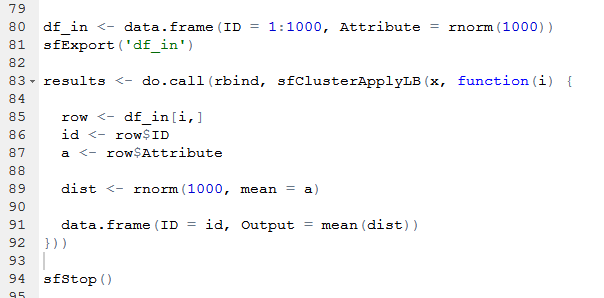 79
80 df_in <- data.frame(ID = 1:1000, Attribute = rnorm(1000))
81 sfExport('df_in')
82
83 results <- do.call(rbind, sfClusterApplyLB(x, function(i) {
84
85   row <- df_in[i,]
86   id <- row$ID
87   a <- row$Attribute
88
89   dist <- rnorm(1000, mean = a)
90
91   data.frame(ID = id, Output = mean(dist))
92 }))
93
94 sfStop()
95